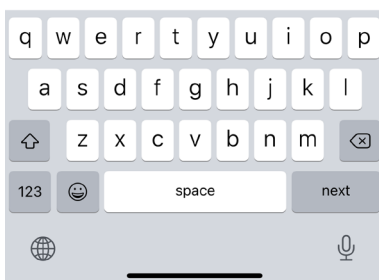 q w e r t y u i o p
a s d f g h j k l
z x c v b n m
123 space next